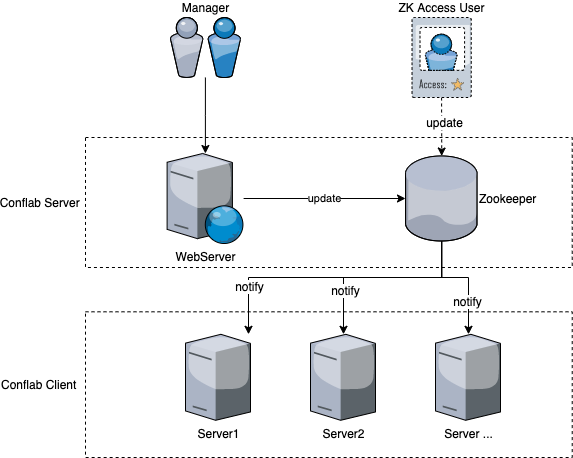 Manager
ZK Access User
Access:
update
Conflab Server
update
Zookeeper
WebServer
notify
notify
notify
Conflab Client
Server1
Server2
Server ...